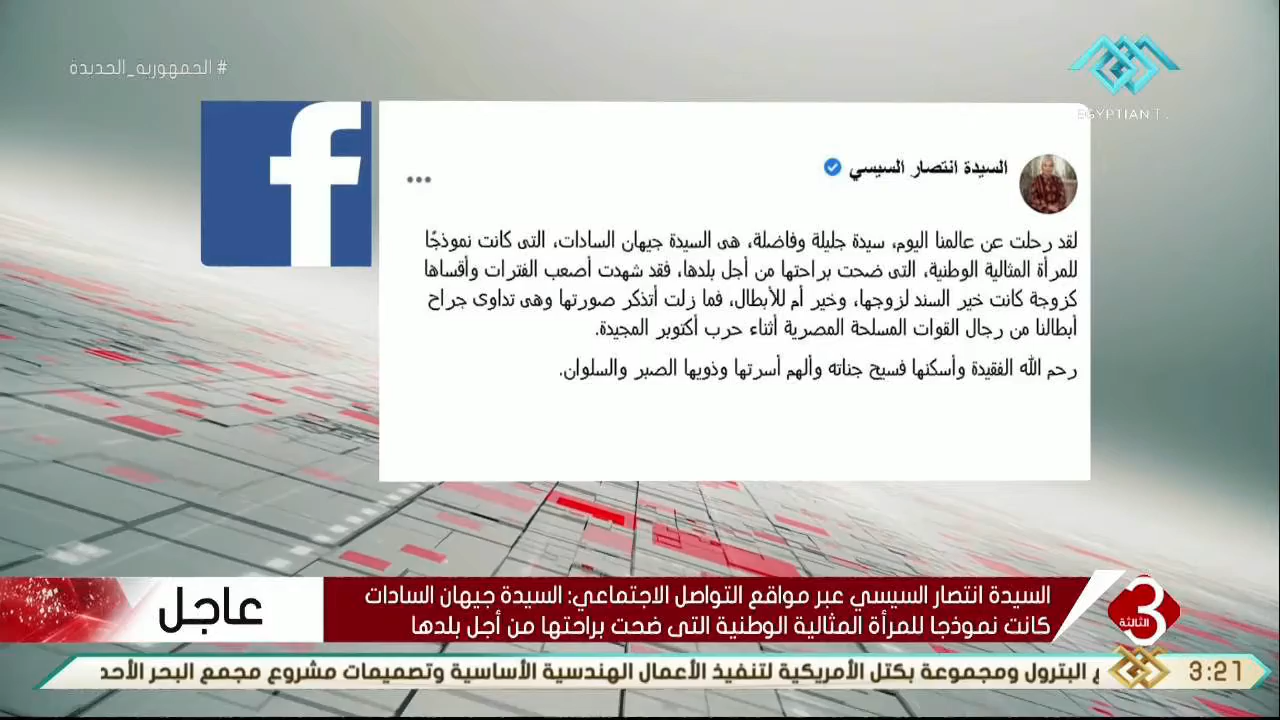 # الجمهورية_الجديدة
EGYPTIAN T
السيدة انتصار السيسي
لقد رحلت عن عالمنا اليوم، سيدة جليلة وفاضلة، هى السيدة جيهان السادات، التى كانت نموذجًا
للمرأة المثالية الوطنية، التى ضحت براحتها من أجل بلدها، فقد شهدت أصعب الفترات وأقساها
كزوجة كانت خير السند لزوجها، وخير أم للأبطال، فما زلت أتذكر صورتها وهى تداوى جراح
أبطالنا من رجال القوات المسلحة المصرية أثناء حرب أكتوبر المجيدة.
رحم الله الفقيدة وأسكنها فسيح جناته وألهم أسرتها وذويها الصبر والسلوان.
3 الثالثة
السيدة انتصار السيسي عبر مواقع التواصل الاجتماعي: السيدة جيهان السادات
كانت نموذجا للمرأة المثالية الوطنية التى ضحت براحتها من أجل بلدها
عاجل
3:21
ع البترول ومجموعة بكتل الأمريكية لتنفيذ الأعمال الهندسية الأساسية وتصميمات مشروع مجمع البحر الأحد